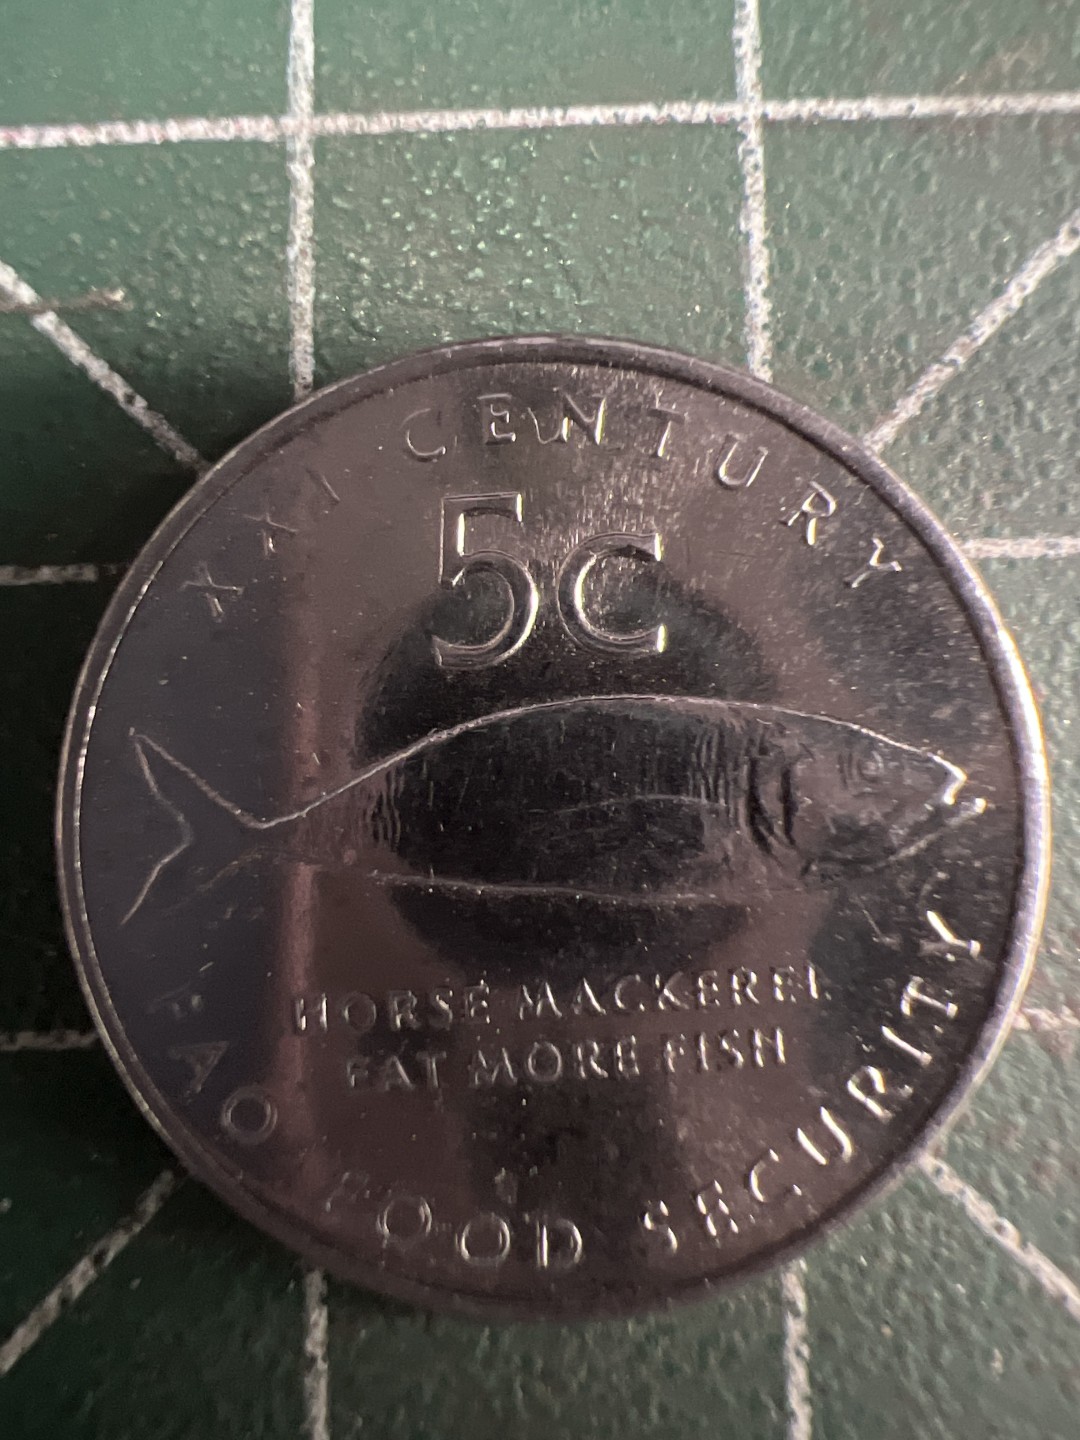 XXI CENTURY
5c
HORSE MACKEREL
EAT MORE FISH
FAO FOOD SECURITY